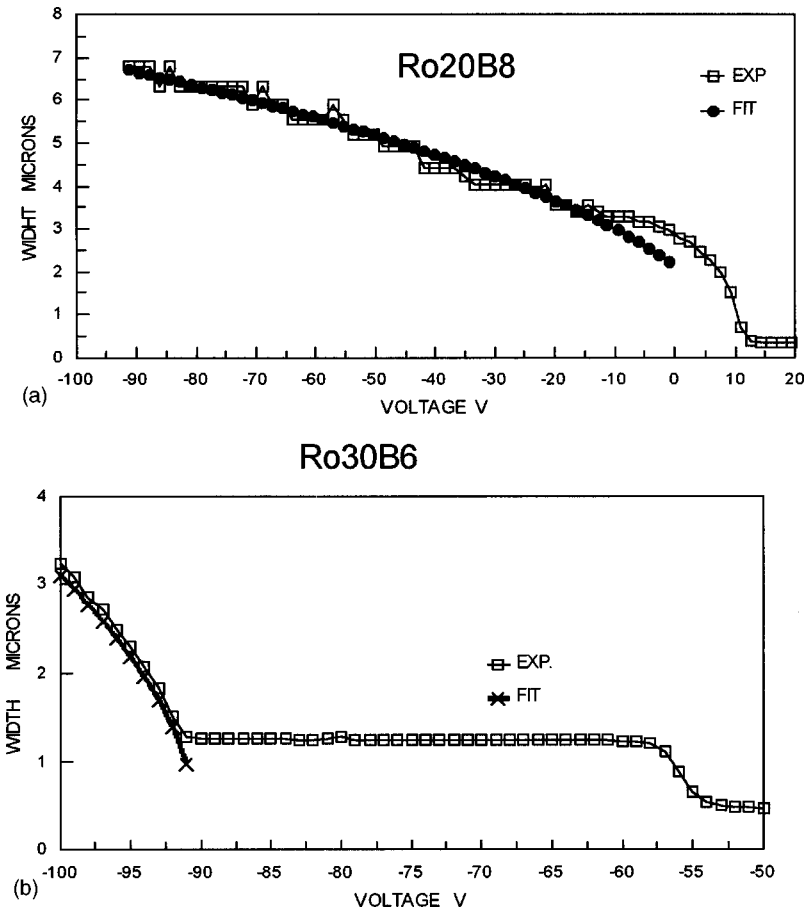 Ro20B8
8
7
6
5
4
3
2
1
0
WIDHT MICRONS
EXP
FIT
-100 -90 -80 -70 -60 -50 -40 -30 -20 -10 0 10 20
VOLTAGE V
(a)
Ro30B6
4
3
2
1
0
WIDTH MICRONS
EXP.
FIT
-100 -95 -90 -85 -80 -75 -70 -65 -60 -55 -50
VOLTAGE V
(b)